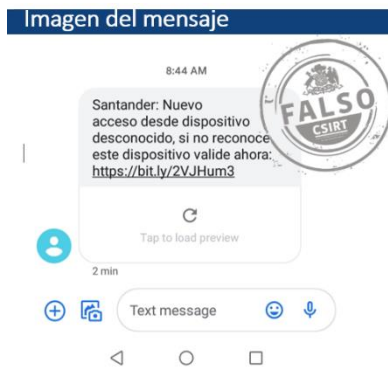 Imagen del mensaje
8:44 AM
Santander: Nuevo
acceso desde dispositivo
desconocido, si no reconoce
este dispositivo valide ahora:
https://bit.ly/2VJHum3
FALSO
CSIRT
Tap to load preview
2 min
Text message